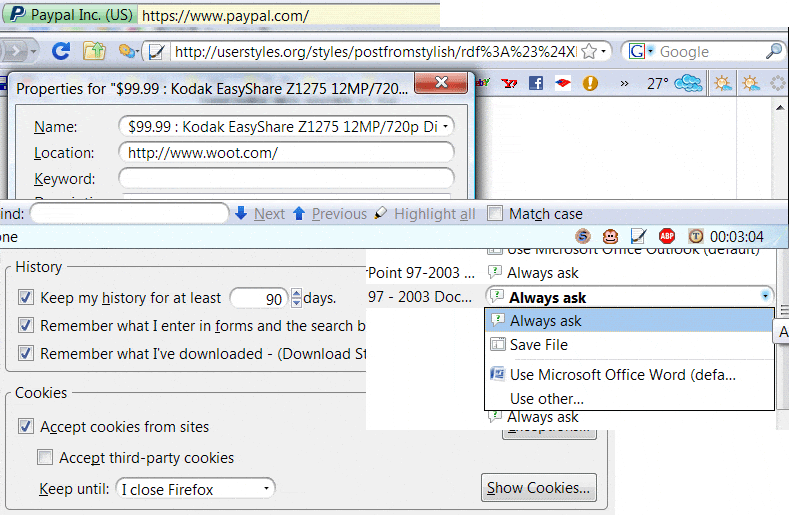 Paypal Inc. (US) https://www.paypal.com/
http://userstyles.org/styles/postfromstylish/rdf%3A%23%24Xl
Google
Properties for "$99.99 : Kodak EasyShare Z1275 12MP/720...
27°
Name: $99.99 : Kodak EasyShare Z1275 12MP/720p Di
Location: http://www.woot.com/
Keyword:
ind: Next Previous Highlight all Match case
one
ABP 00:03:04
Use Microsoft Office Outlook (default)
History
Point 97-2003 ... Always ask
Keep my history for at least 90 days.
97 - 2003 Doc... Always ask
Always ask
Remember what I enter in forms and the search b
Save File
Remember what I've downloaded - (Download St
Use Microsoft Office Word (defa...
Cookies
Use other...
Always ask
Accept cookies from sites
Accept third-party cookies
Keep until: I close Firefox
Show Cookies...